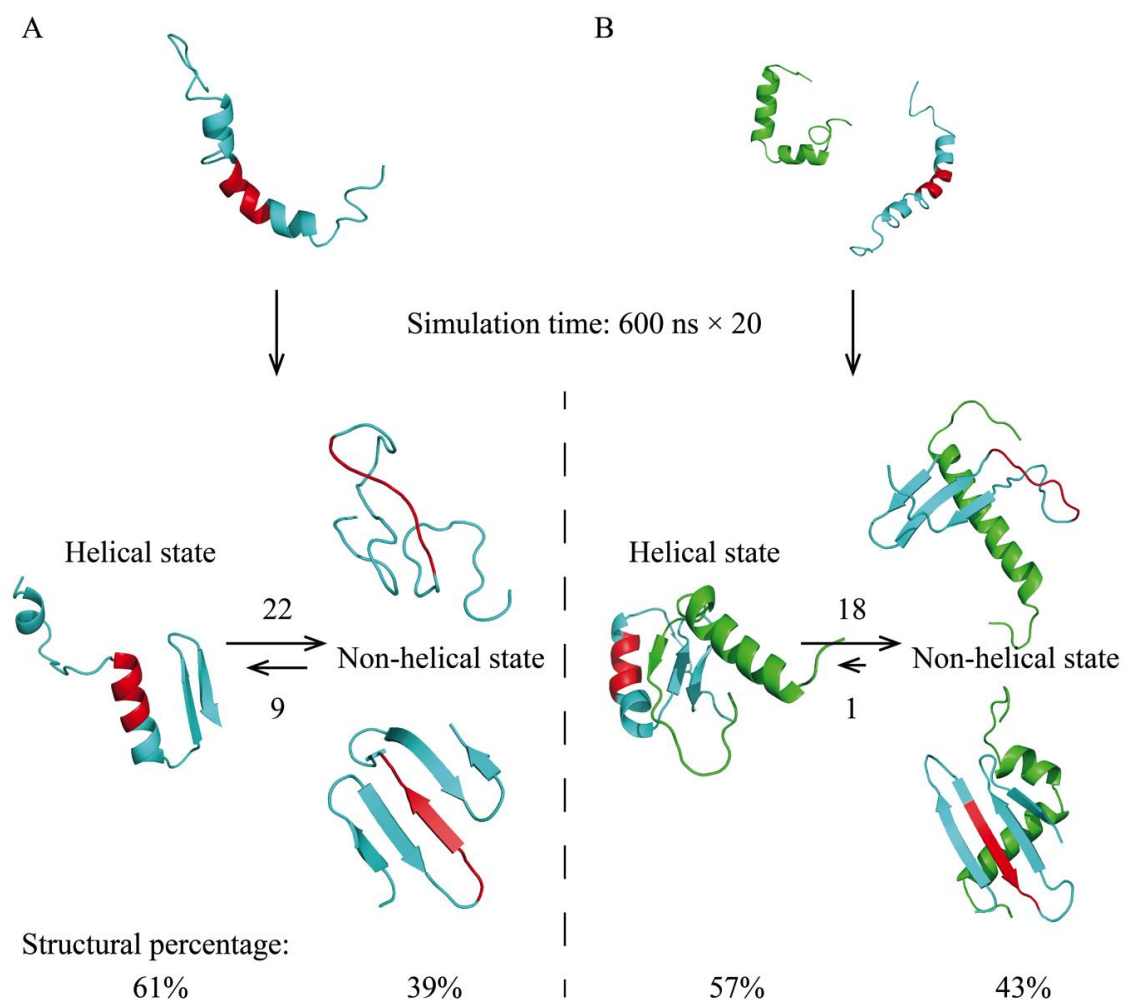 A
B
Simulation time: 600 ns × 20
Helical state
22
9
Non-helical state
Helical state
18
1
Non-helical state
Structural percentage:
61%
39%
57%
43%